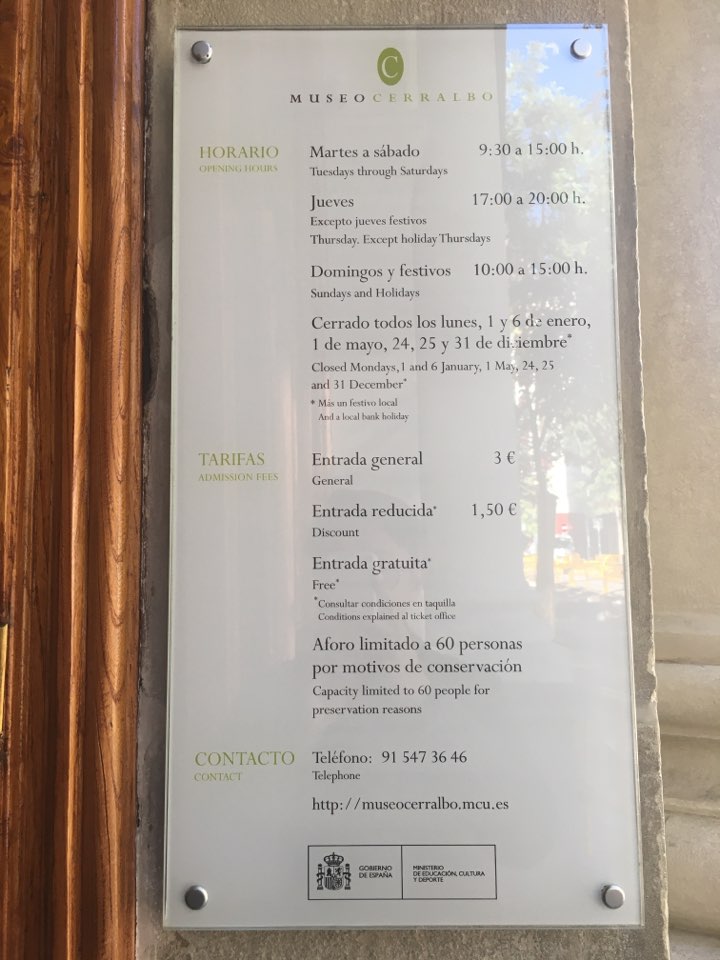 C
MUSEO CERRALBO
HORARIO
OPENING HOURS
Martes a sábado 9:30 a 15:00 h.
Tuesdays through Saturdays
Jueves 17:00 a 20:00 h.
Excepto jueves festivos
Thursday. Except holiday Thursdays
Domingos y festivos 10:00 a 15:00 h.
Sundays and Holidays
Cerrado todos los lunes, 1 y 6 de enero,
1 de mayo, 24, 25 y 31 de diciembre*
Closed Mondays,1 and 6 January, 1 May, 24, 25
and 31 December*
* Más un festivo local
And a local bank holiday
TARIFAS
ADMISSION FEES
Entrada general 3 €
General
Entrada reducida* 1,50 €
Discount
Entrada gratuita*
Free*
*Consultar condiciones en taquilla
Conditions explained al ticket office
Aforo limitado a 60 personas
por motivos de conservación
Capacity limited to 60 people for
preservation reasons
CONTACTO
CONTACT
Teléfono: 91 547 36 46
Telephone
http://museocerralbo.mcu.es
GOBIERNO
DE ESPAÑA
MINISTERIO
DE EDUCACIÓN, CULTURA
Y DEPORTE